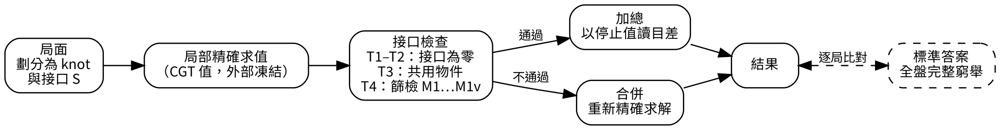 局面
劃分為 knot
與接口 S
局部精確求值
（CGT 值，外部凍結）
接口檢查
T1–T2：接口為零
T3：共用物件
T4：篩檢 M1…M1v
通過
不通過
加總
以停止值讀目差
合併
重新精確求解
結果
逐局比對
標準答案
全盤完整窮舉